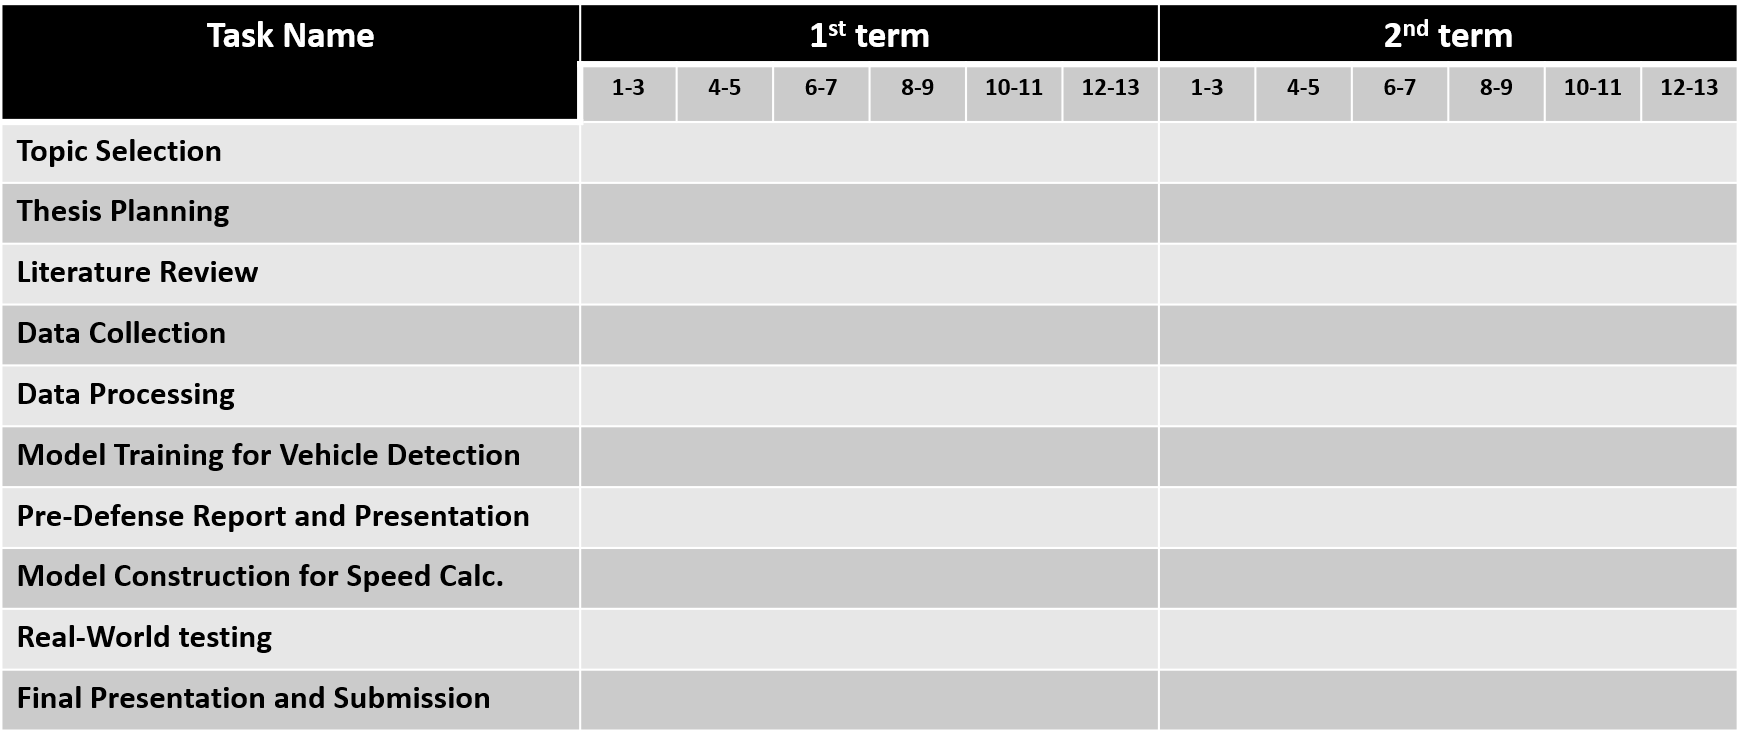 Task Name 1st term 2nd term
1-3 4-5 6-7 8-9 10-11 12-13 1-3 4-5 6-7 8-9 10-11 12-13
Topic Selection
Thesis Planning
Literature Review
Data Collection
Data Processing
Model Training for Vehicle Detection
Pre-Defense Report and Presentation
Model Construction for Speed Calc.
Real-World testing
Final Presentation and Submission